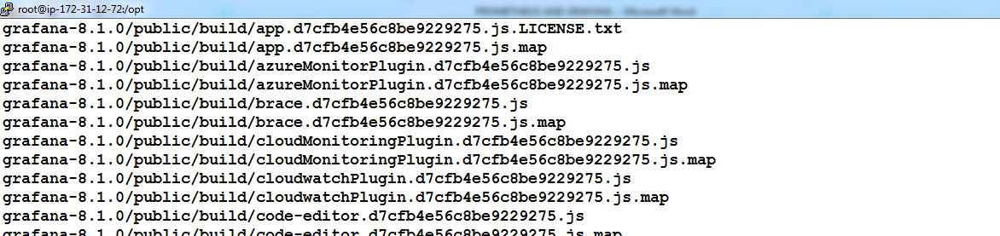 root@ip-172-31-12-72:/opt
PROMETHEUS AND GRAFANA - Microsoft Word
grafana-8.1.0/public/build/app.d7cfb4e56c8be9229275.js.LICENSE.txt
grafana-8.1.0/public/build/app.d7cfb4e56c8be9229275.js.map
grafana-8.1.0/public/build/azureMonitorPlugin.d7cfb4e56c8be9229275.js
grafana-8.1.0/public/build/azureMonitorPlugin.d7cfb4e56c8be9229275.js.map
grafana-8.1.0/public/build/brace.d7cfb4e56c8be9229275.js
grafana-8.1.0/public/build/brace.d7cfb4e56c8be9229275.js.map
grafana-8.1.0/public/build/cloudMonitoringPlugin.d7cfb4e56c8be9229275.js
grafana-8.1.0/public/build/cloudMonitoringPlugin.d7cfb4e56c8be9229275.js.map
grafana-8.1.0/public/build/cloudwatchPlugin.d7cfb4e56c8be9229275.js
grafana-8.1.0/public/build/cloudwatchPlugin.d7cfb4e56c8be9229275.js.map
grafana-8.1.0/public/build/code-editor.d7cfb4e56c8be9229275.js
grafana-8.1.0/public/build/code-editor.d7cfb4e56c8be9229275.js.map